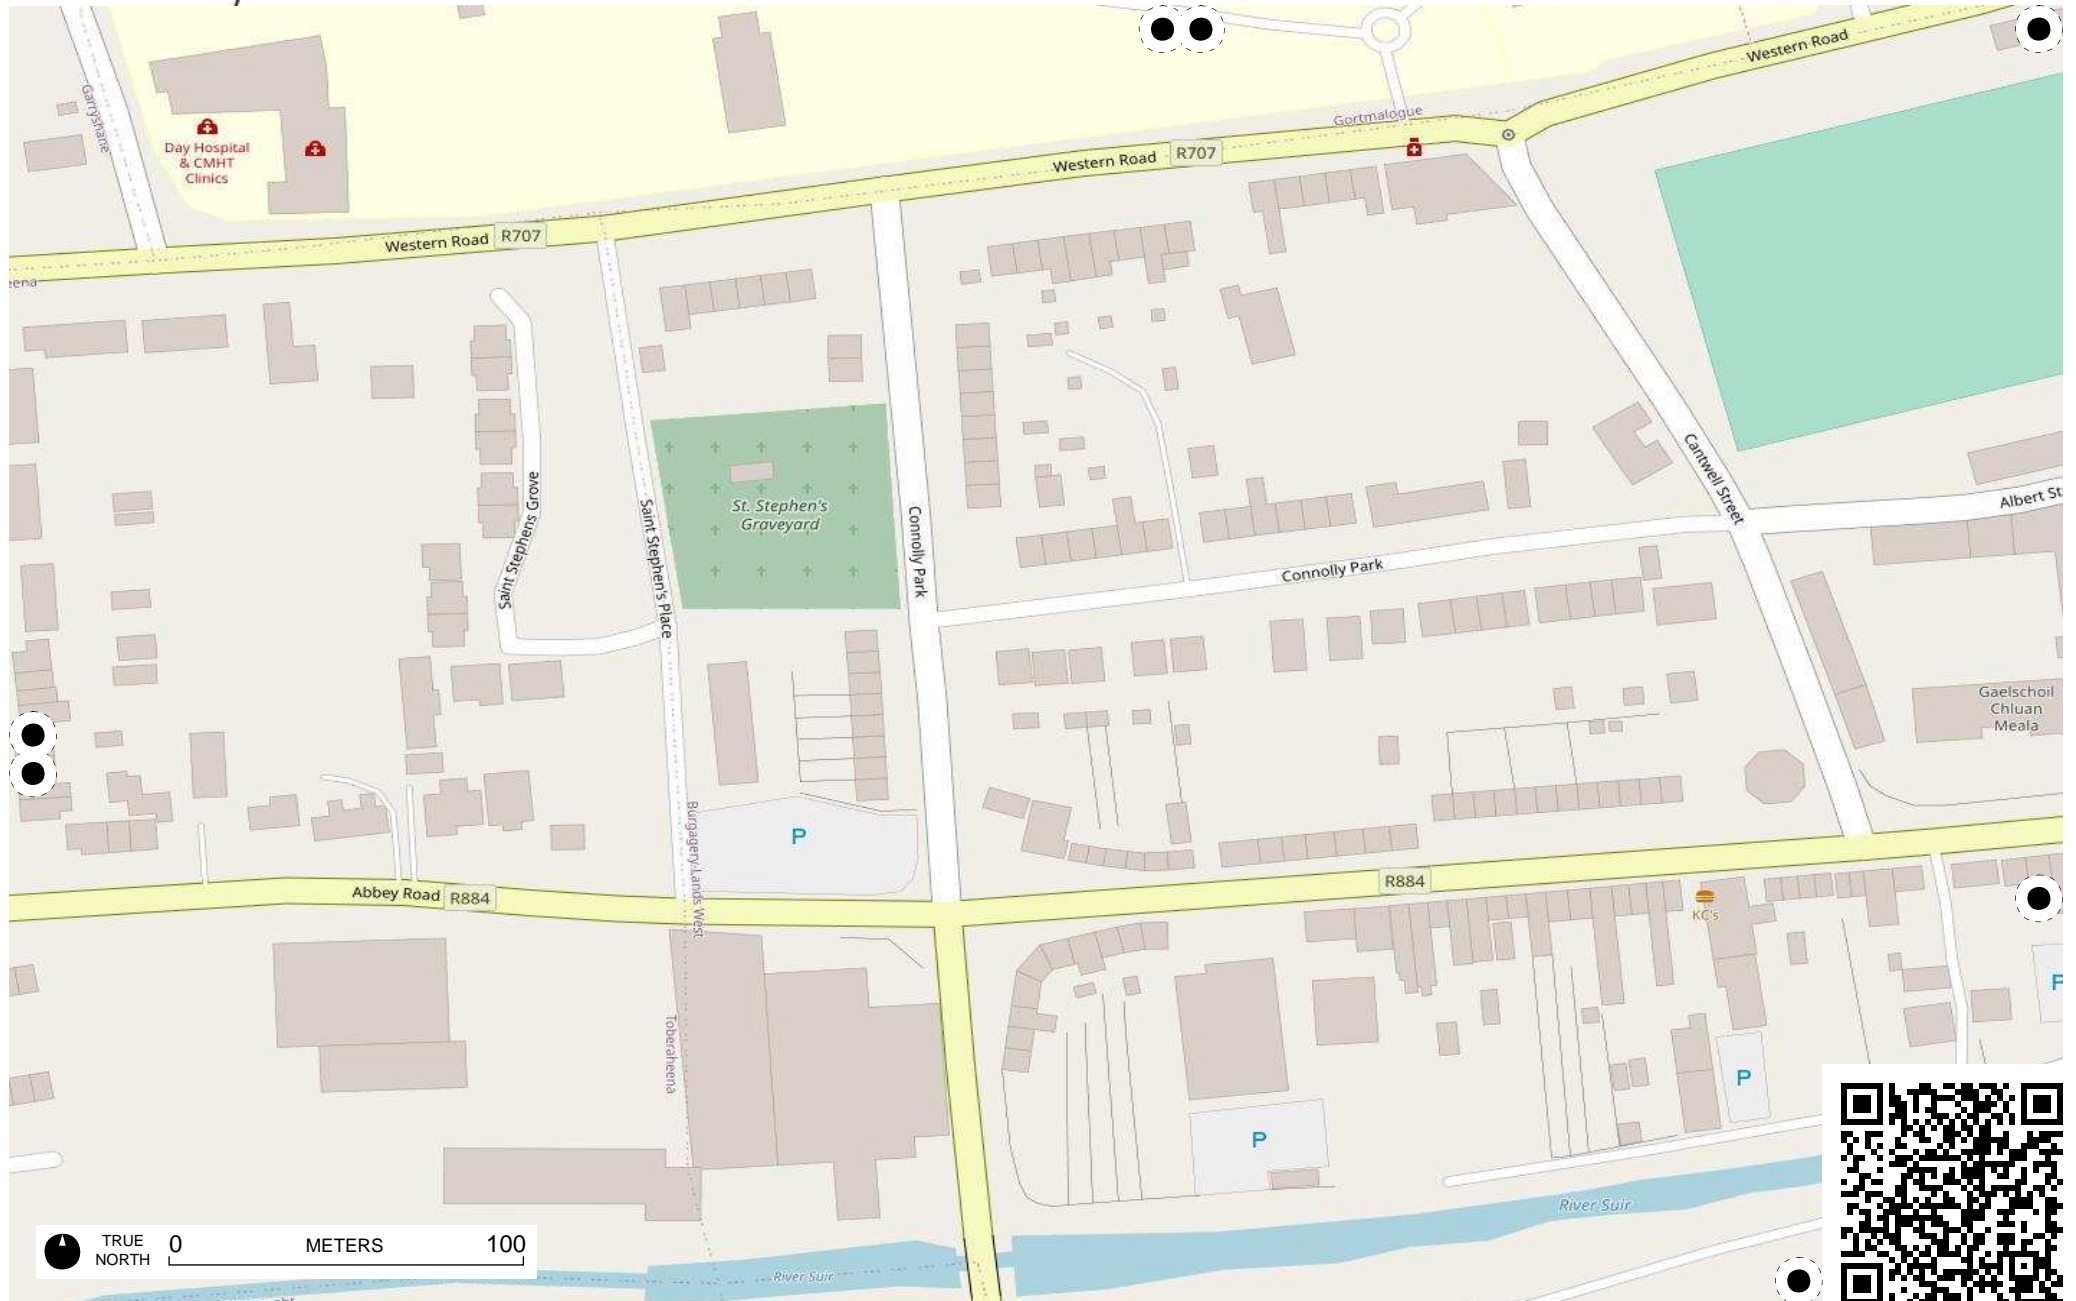 Western Road
Garryshane
Gortmalogue
Day Hospital
& CMHT
Clinics
Western Road
R707
Western Road
R707
eena
Cantwell Street
Albert St
Saint Stephens Grove
Saint Stephen's Place
St. Stephen's
Graveyard
Connolly Park
Connolly Park
Gaelschoil
Chluan
Meala
Burgagery-Lands West
P
Abbey Road
R884
R884
KC's
P
Toberaheena
P
P
River Suir
River Suir
TRUE
NORTH
0
METERS
100